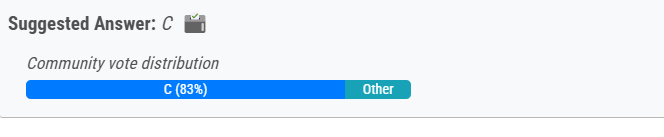 Suggested Answer: C
Community vote distribution
C (83%) Other